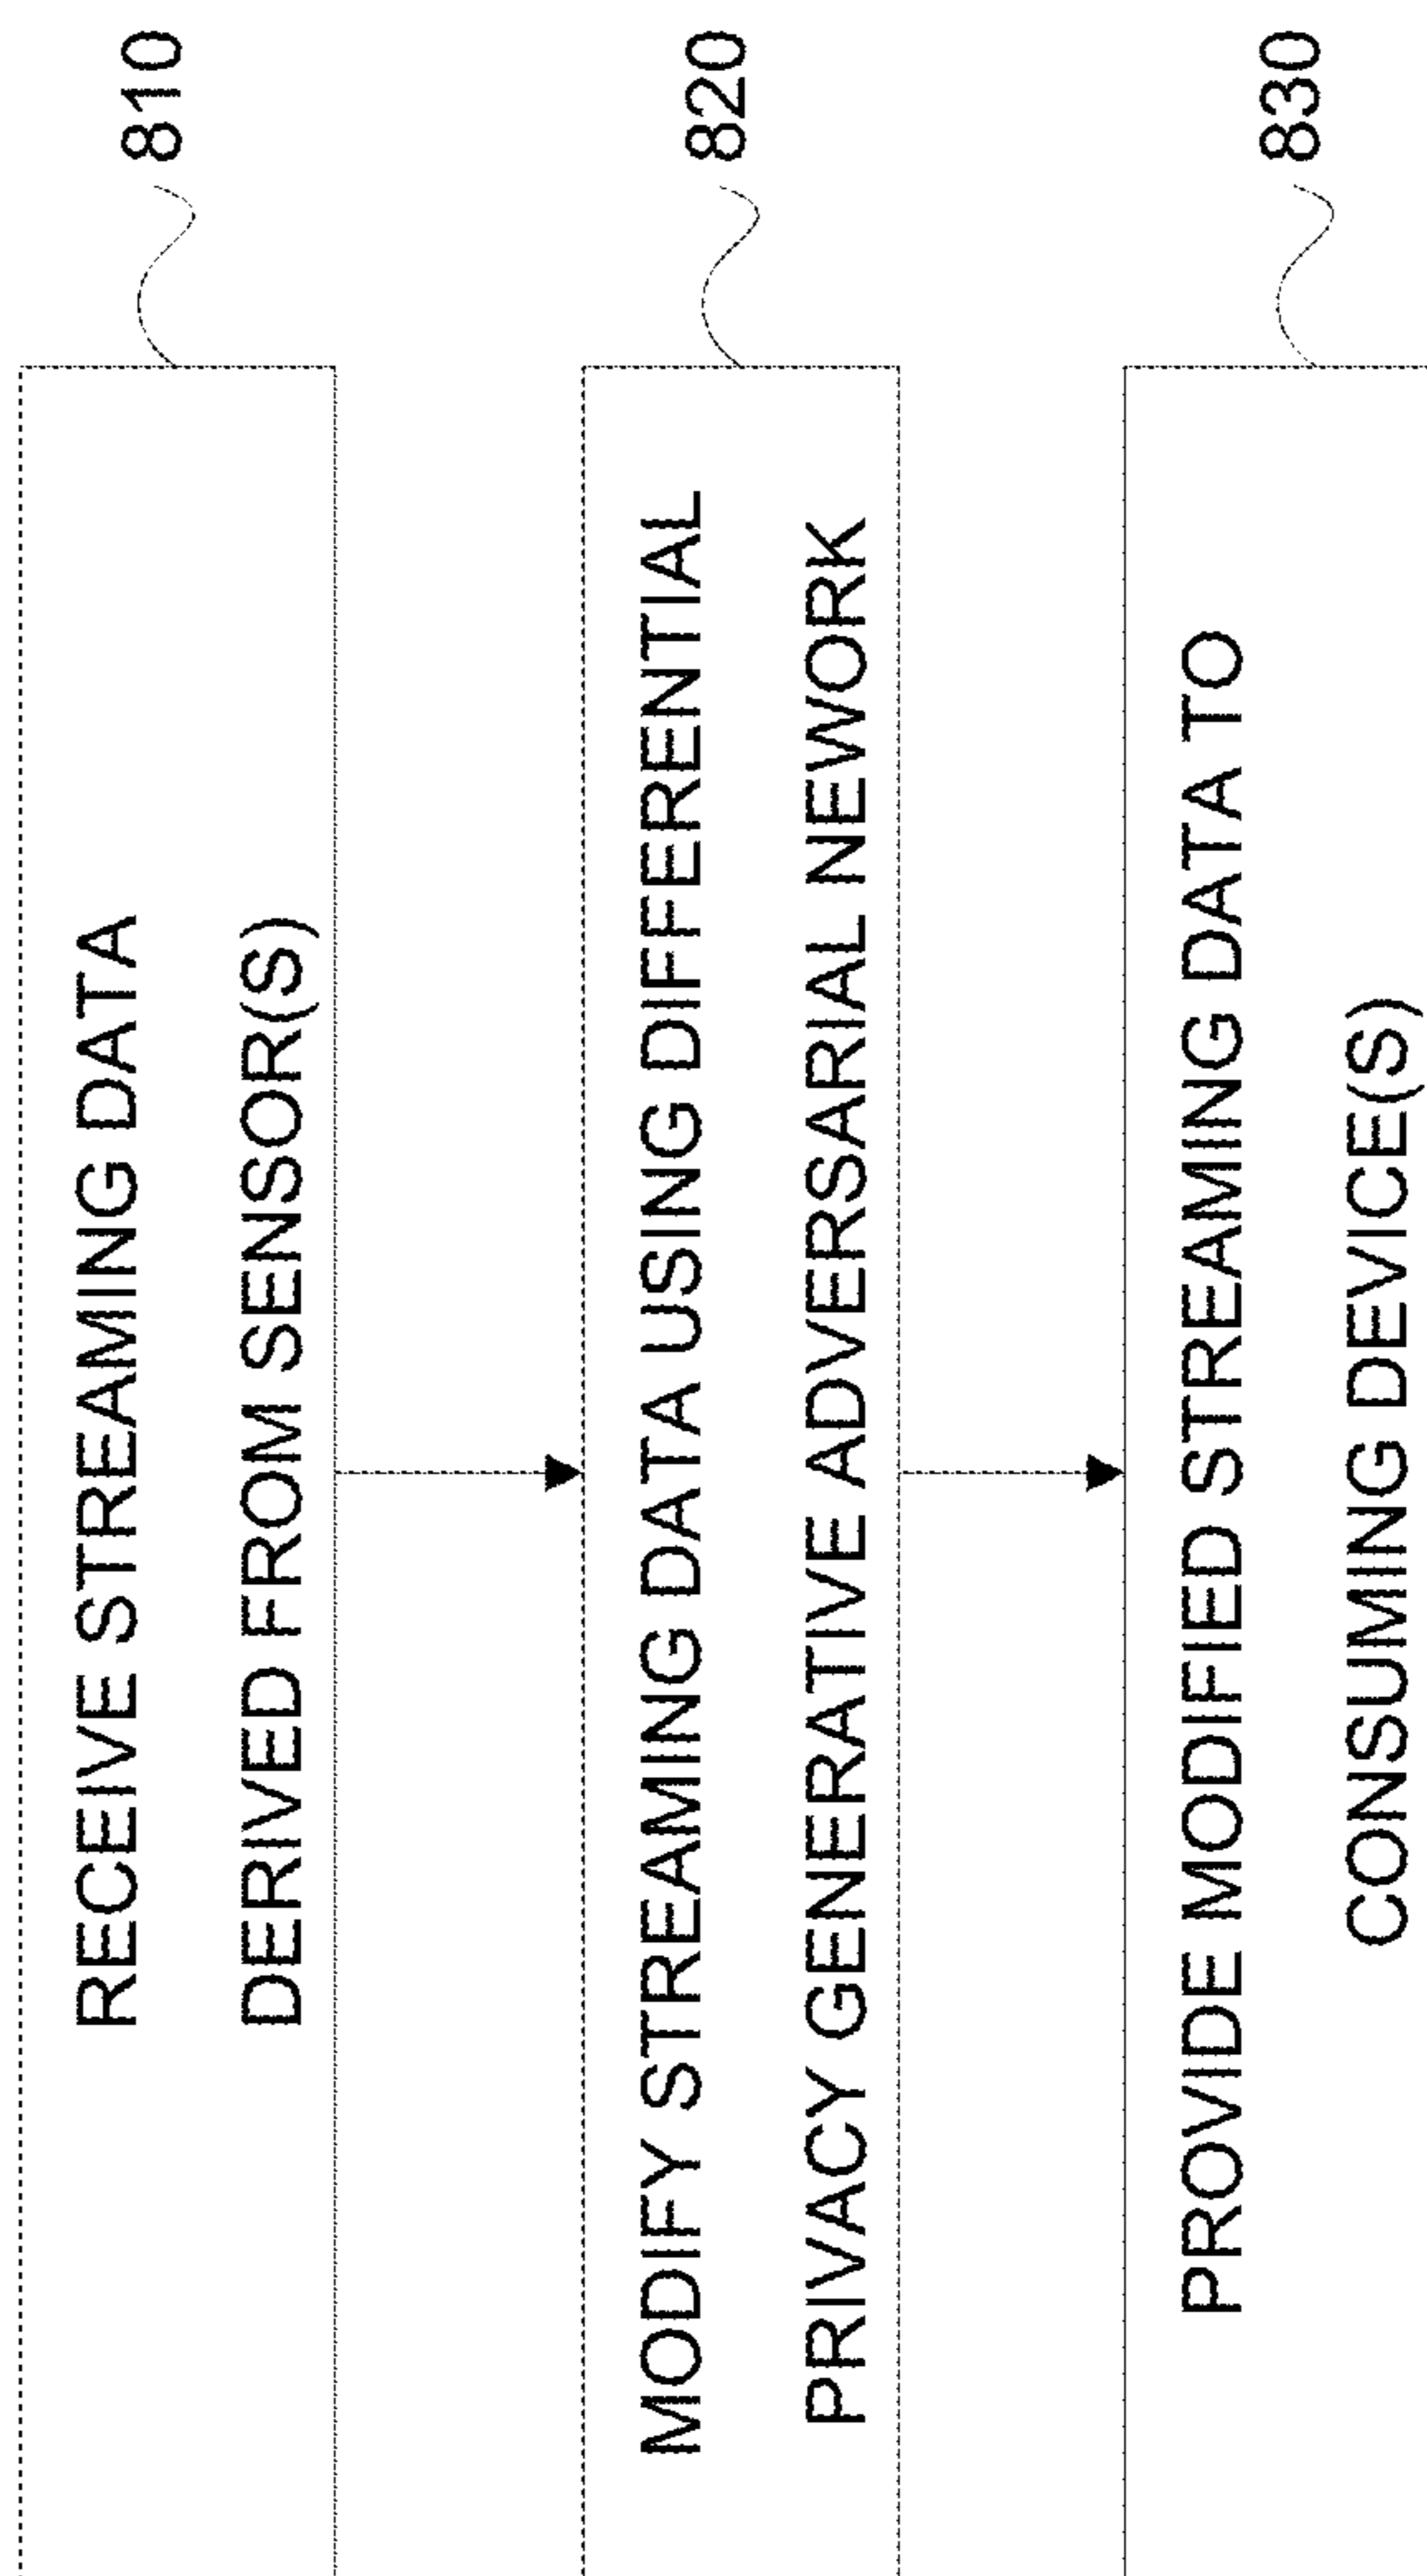 RECEIVE STREAMING DATA
DERIVED FROM SENSOR(S)
810
MODIFY STREAMING DATA USING DIFFERENTIAL
PRIVACY GENERATIVE ADVERSARIAL NEWORK
820
PROVIDE MODIFIED STREAMING DATA TO
CONSUMING DEVICE(S)
830